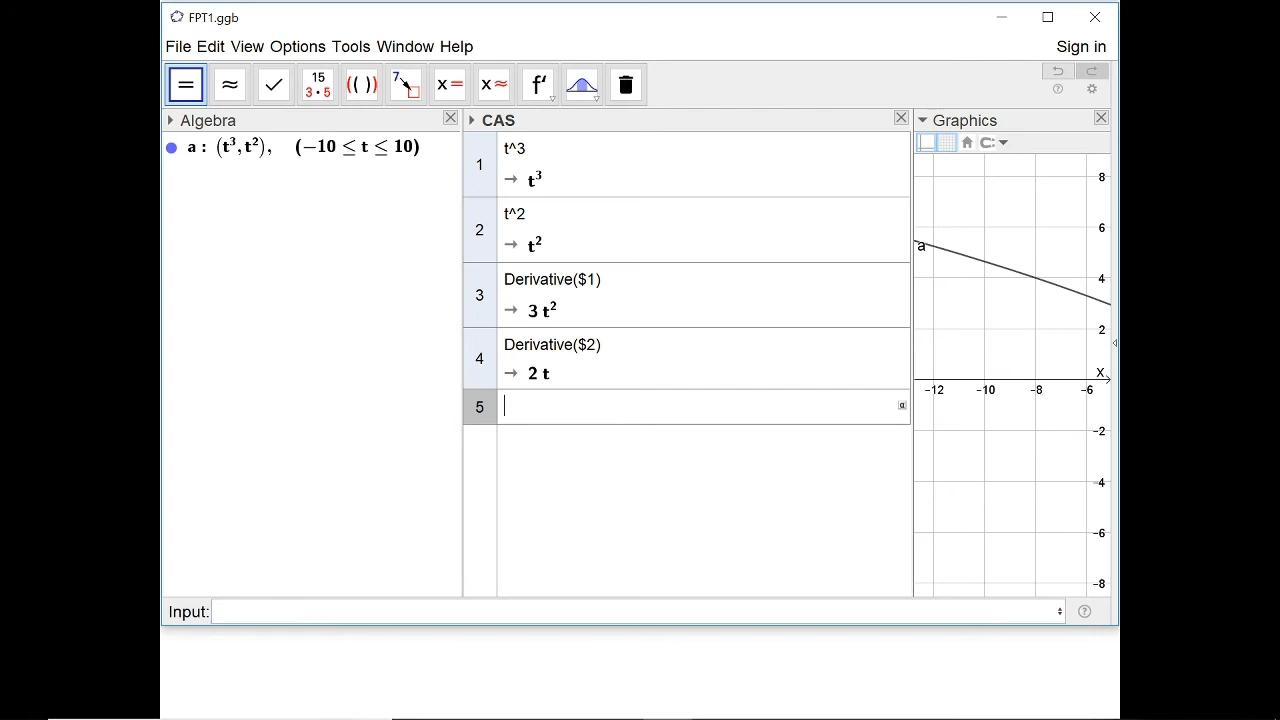 FPT1.ggb
File Edit View Options Tools Window Help
Sign in
= ≈ ✓ 15 3·5 (()) 7 x= x≈ f′
Algebra
a : (t³, t²), (−10 ≤ t ≤ 10)
CAS
1 t^3
→ t³
2 t^2
→ t²
3 Derivative($1)
→ 3 t²
4 Derivative($2)
→ 2 t
5
Graphics
8
a
6
4
2
x
−12 −10 −8 −6
−2
−4
−6
−8
Input: